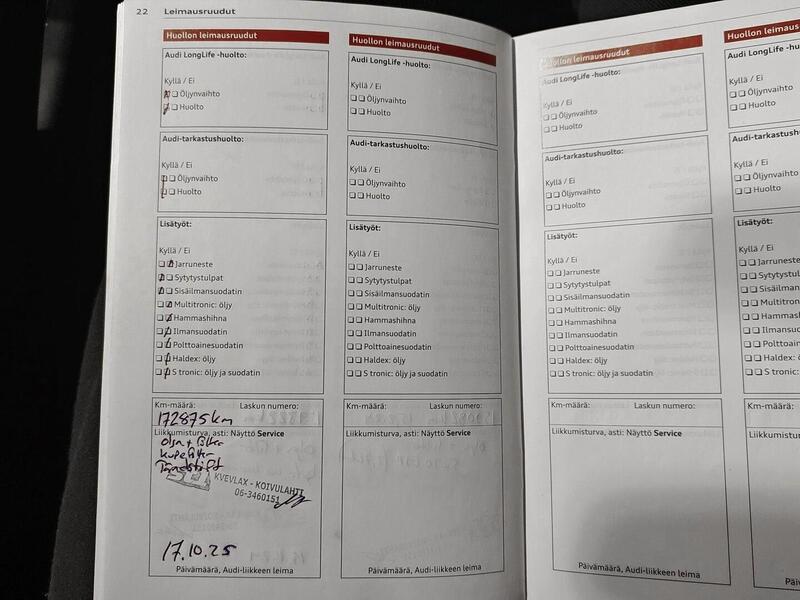 22 Leimausruudut
Huollon leimausruudut
Audi LongLife -huolto:
Kyllä / Ei
Öljynvaihto
Huolto
Audi-tarkastushuolto:
Kyllä / Ei
Öljynvaihto
Huolto
Lisätyöt:
Kyllä / Ei
Jarruneste
Sytytystulpat
Sisäilmansuodatin
Multitronic: öljy
Hammashihna
Ilmansuodatin
Polttoainesuodatin
Haldex: öljy
S tronic: öljy ja suodatin
Km-määrä: Laskun numero:
172875km
Liikkumisturva, asti: Näyttö Service
olja + filter
kupefilter
Tändstift
KVEVLAX - KOIVULAHTI
06-3460151
17.10.25
Päivämäärä, Audi-liikkeen leima
Huollon leimausruudut
Audi LongLife -huolto:
Kyllä / Ei
Öljynvaihto
Huolto
Audi-tarkastushuolto:
Kyllä / Ei
Öljynvaihto
Huolto
Lisätyöt:
Kyllä / Ei
Jarruneste
Sytytystulpat
Sisäilmansuodatin
Multitronic: öljy
Hammashihna
Ilmansuodatin
Polttoainesuodatin
Haldex: öljy
S tronic: öljy ja suodatin
Km-määrä: Laskun numero:
Liikkumisturva, asti: Näyttö Service
Päivämäärä, Audi-liikkeen leima
Huollon leimausruudut
Audi LongLife -huolto:
Kyllä / Ei
Öljynvaihto
Huolto
Audi-tarkastushuolto:
Kyllä / Ei
Öljynvaihto
Huolto
Lisätyöt:
Kyllä / Ei
Jarruneste
Sytytystulpat
Sisäilmansuodatin
Multitronic: öljy
Hammashihna
Ilmansuodatin
Polttoainesuodatin
Haldex: öljy
S tronic: öljy ja suodatin
Km-määrä: Laskun numero:
Liikkumisturva, asti: Näyttö Service
Päivämäärä, Audi-liikkeen leima
Huollon leimausruudut
Audi LongLife
Kyllä / Ei
Öljynvaihto
Huolto
Kyllä / Ei
Öljynvaihto
Huolto
Lisätyöt:
Kyllä / Ei
Jarruneste
Km-määrä: